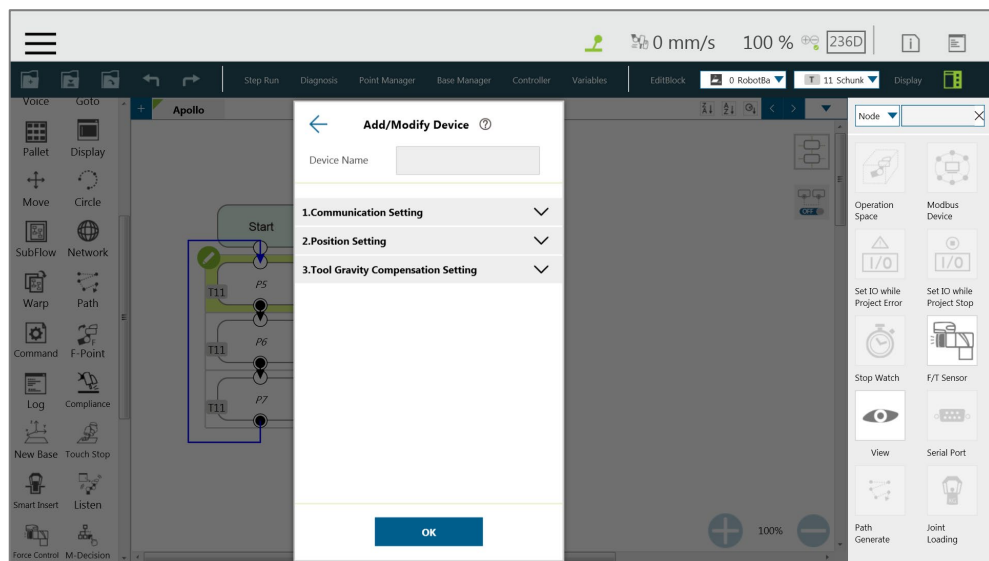 0 mm/s 100 % 236D
Step Run Diagnosis Point Manager Base Manager Controller Variables EditBlock 0 RobotBa T 11 Schunk Display
Voice Goto
Apollo
Node
Add/Modify Device
Device Name
1.Communication Setting
2.Position Setting
3.Tool Gravity Compensation Setting
OK
Pallet Display
Move Circle
SubFlow Network
Warp Path
Command F-Point
Log Compliance
New Base Touch Stop
Smart Insert Listen
Force Control M-Decision
Start
T11 P5
T11 P6
T11 P7
OFF
100%
Operation
Space
Modbus
Device
I/O I/O
Set IO while
Project Error
Set IO while
Project Stop
Stop Watch F/T Sensor
View Serial Port
Path
Generate
Joint
Loading